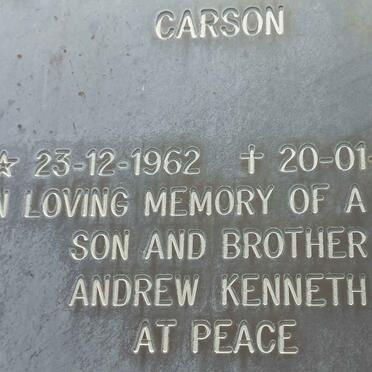 CARSON
☆ 23-12-1962 ✝ 20-01-
N LOVING MEMORY OF A
SON AND BROTHER
ANDREW KENNETH
AT PEACE